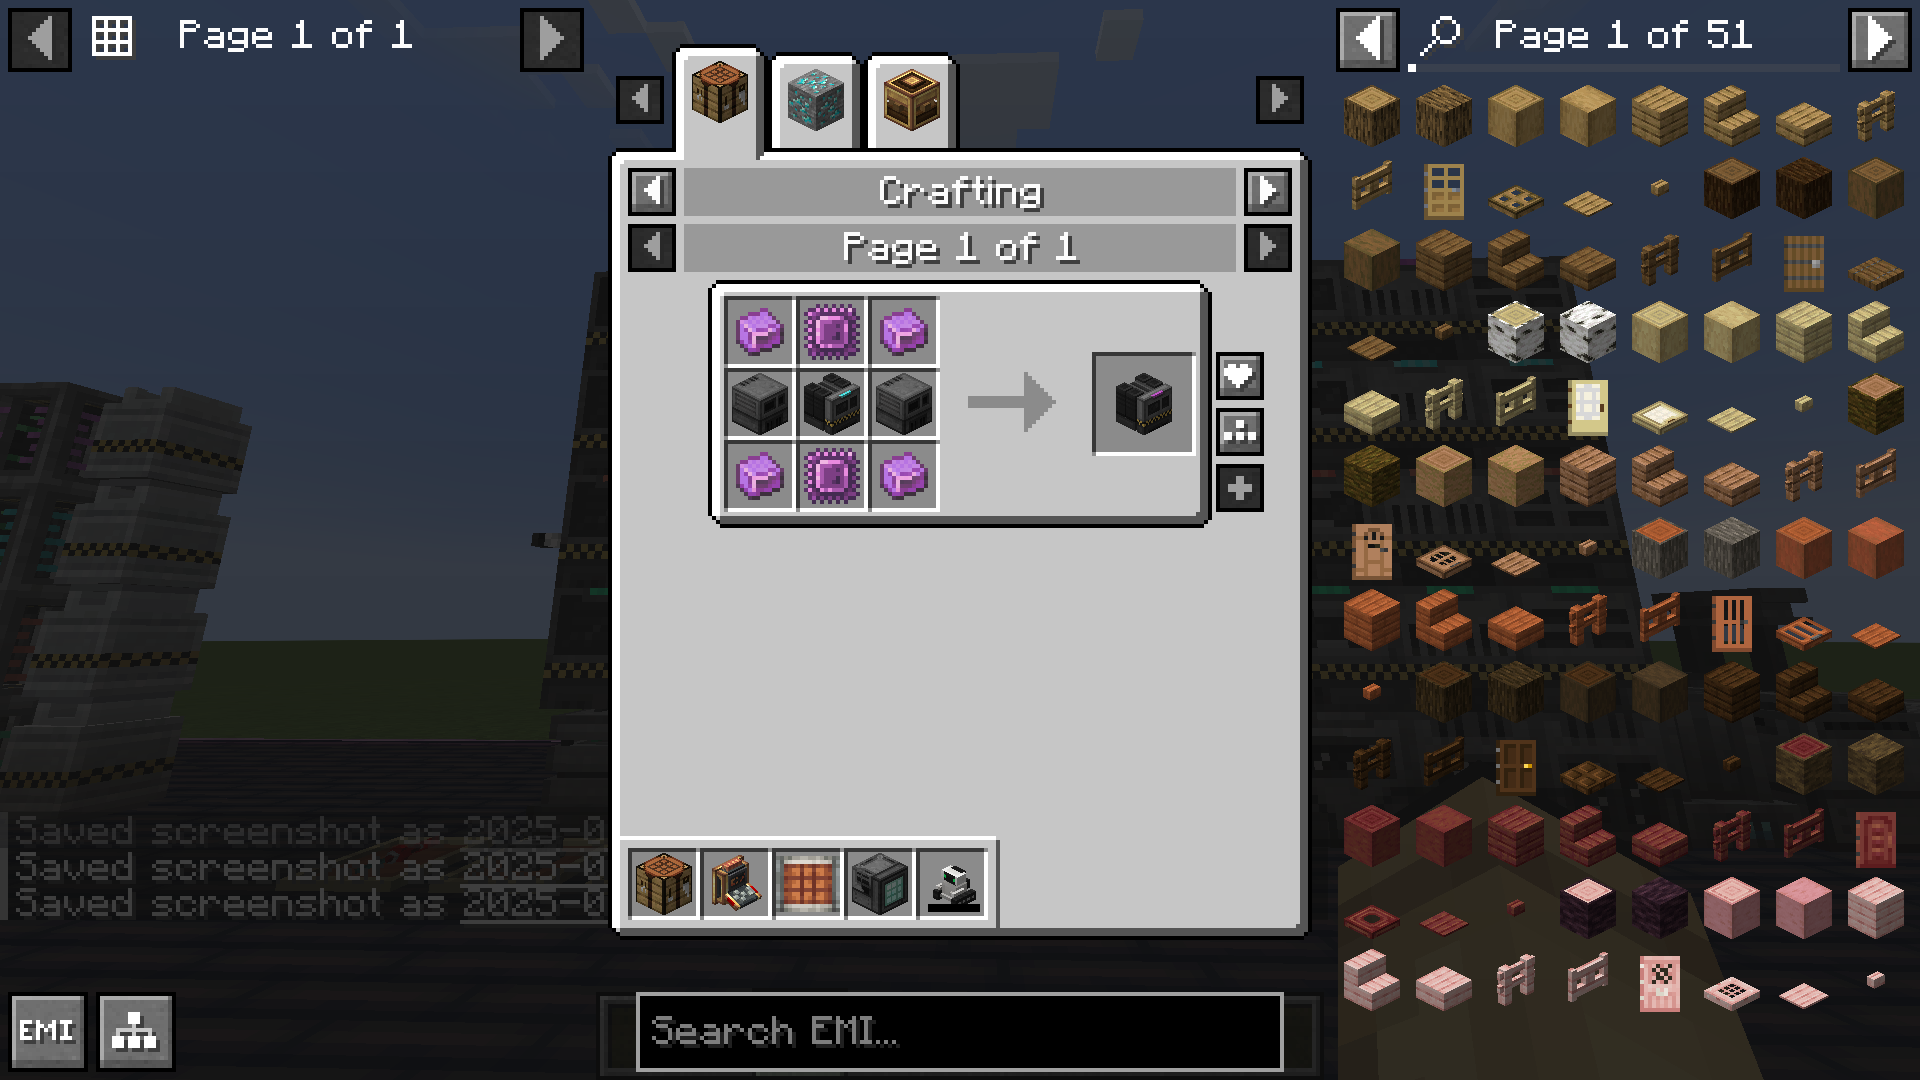 Page 1 of 1
Page 1 of 51
Crafting
Page 1 of 1
Saved screenshot as 2025-0
Saved screenshot as 2025-0
Saved screenshot as 2025-0
EMI
Search EMI...